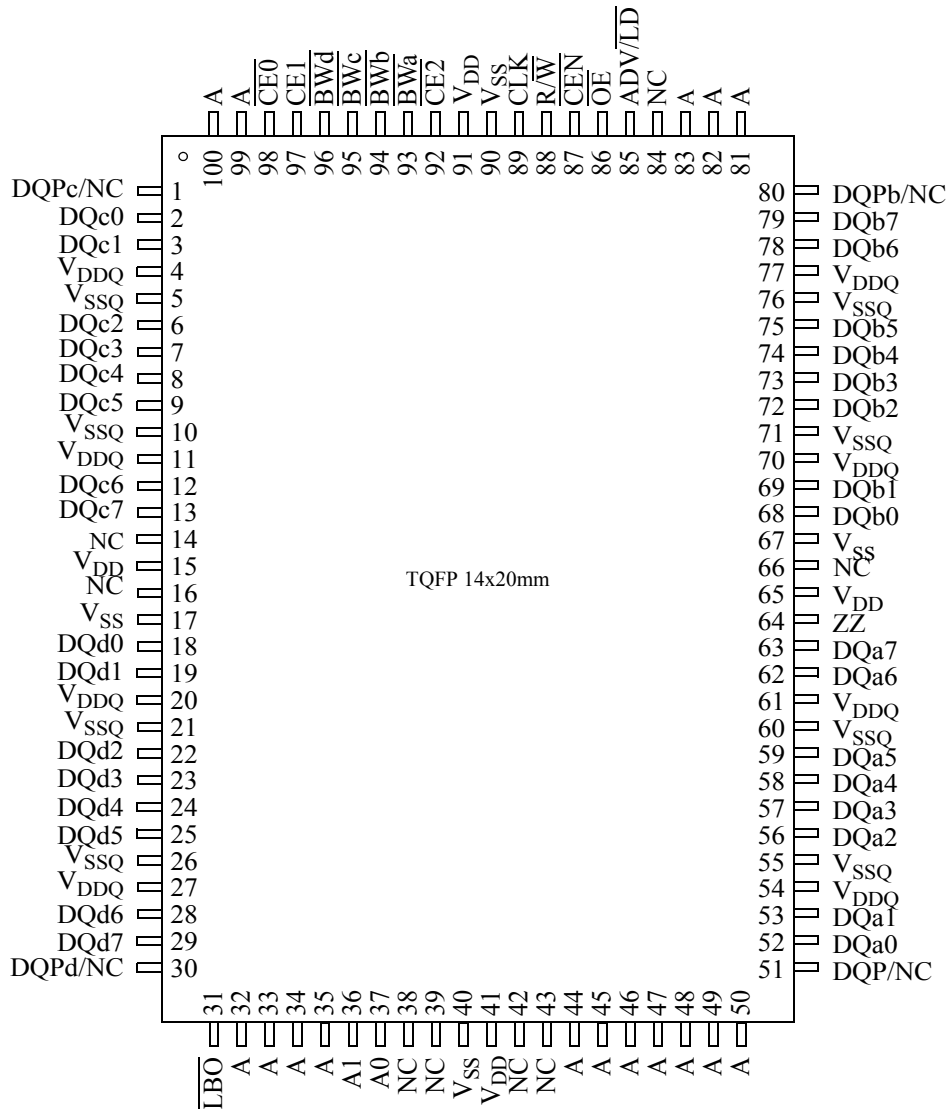 A
A
CE0
CE1
BWd
BWc
BWb
BWa
CE2
VDD
VSS
CLK
R/W
CEN
OE
ADV/LD
NC
A
A
A
100
99
98
97
96
95
94
93
92
91
90
89
88
87
86
85
84
83
82
81
DQPc/NC 1
DQc0 2
DQc1 3
VDDQ 4
VSSQ 5
DQc2 6
DQc3 7
DQc4 8
DQc5 9
VSSQ 10
VDDQ 11
DQc6 12
DQc7 13
NC 14
VDD 15
NC 16
VSS 17
DQd0 18
DQd1 19
VDDQ 20
VSSQ 21
DQd2 22
DQd3 23
DQd4 24
DQd5 25
VSSQ 26
VDDQ 27
DQd6 28
DQd7 29
DQPd/NC 30
TQFP 14x20mm
80 DQPb/NC
79 DQb7
78 DQb6
77 VDDQ
76 VSSQ
75 DQb5
74 DQb4
73 DQb3
72 DQb2
71 VSSQ
70 VDDQ
69 DQb1
68 DQb0
67 VSS
66 NC
65 VDD
64 ZZ
63 DQa7
62 DQa6
61 VDDQ
60 VSSQ
59 DQa5
58 DQa4
57 DQa3
56 DQa2
55 VSSQ
54 VDDQ
53 DQa1
52 DQa0
51 DQP/NC
31
32
33
34
35
36
37
38
39
40
41
42
43
44
45
46
47
48
49
50
LBO
A
A
A
A
A1
A0
NC
NC
VSS
VDD
NC
NC
A
A
A
A
A
A
A